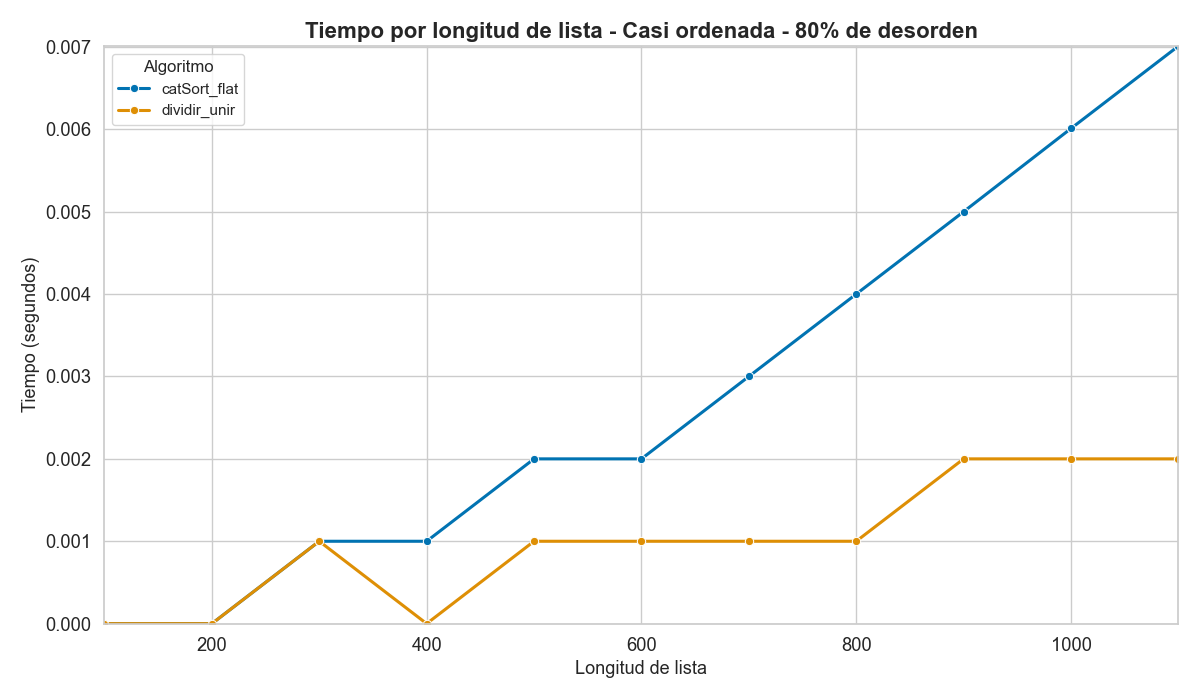 Tiempo por longitud de lista - Casi ordenada - 80% de desorden
Algoritmo
catSort_flat
dividir_unir
Tiempo (segundos)
0.007
0.006
0.005
0.004
0.003
0.002
0.001
0.000
200 400 600 800 1000
Longitud de lista